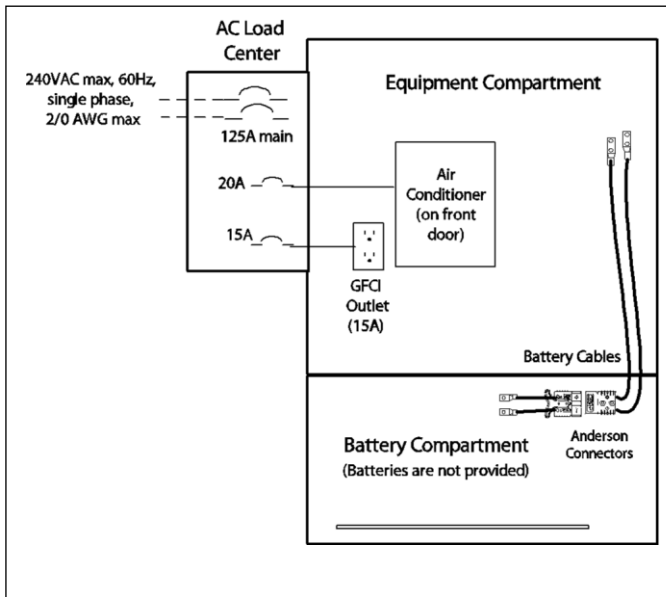 AC Load
Center
240VAC max, 60Hz,
single phase,
2/0 AWG max
125A main
20A
15A
Equipment Compartment
Air
Conditioner
(on front
door)
GFCI
Outlet
(15A)
Battery Cables
Battery Compartment
(Batteries are not provided)
Anderson
Connectors